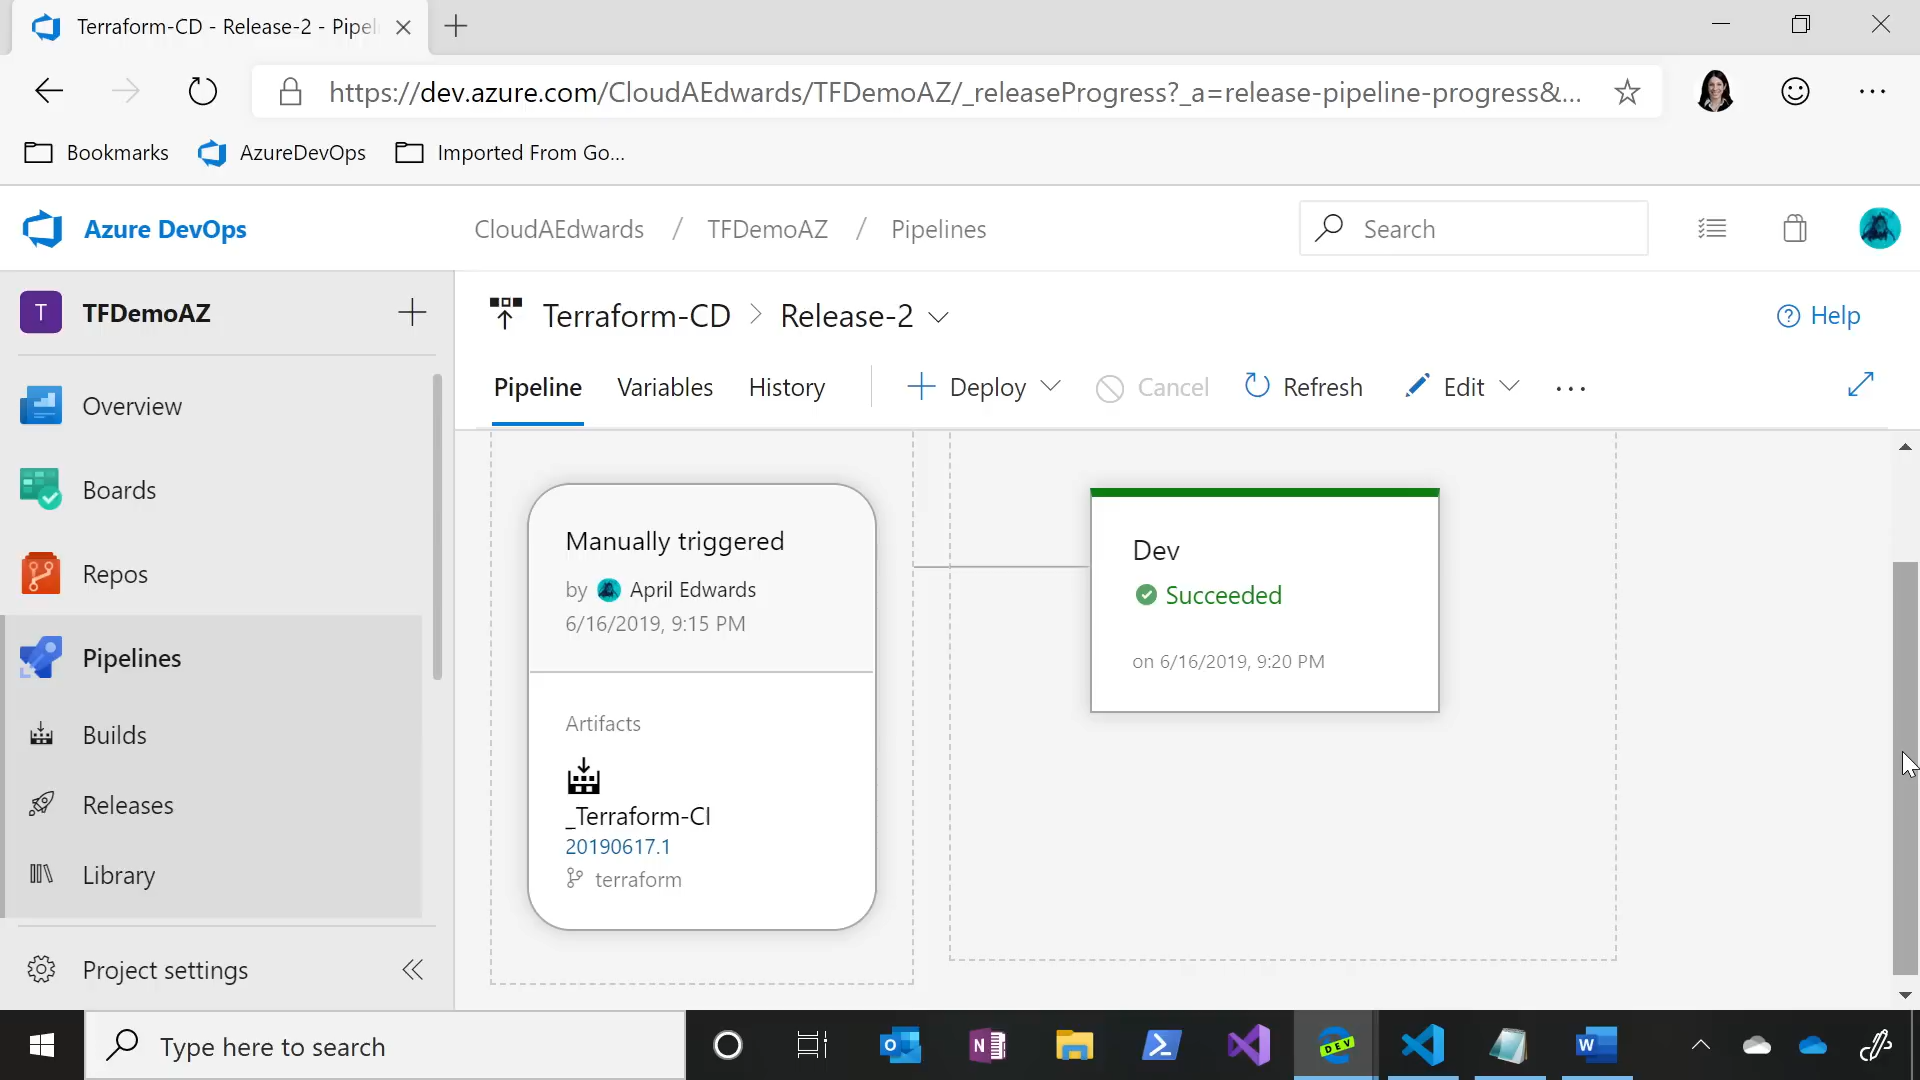 Terraform-CD - Release-2 - Pipel
https://dev.azure.com/CloudAEdwards/TFDemoAZ/_releaseProgress?_a=release-pipeline-progress&...
Bookmarks AzureDevOps Imported From Go...
Azure DevOps CloudAEdwards / TFDemoAZ / Pipelines Search
T TFDemoAZ
Terraform-CD > Release-2 Help
Pipeline Variables History Deploy Cancel Refresh Edit ...
Overview
Boards
Repos
Pipelines
Builds
Releases
Library
Project settings
Manually triggered
by April Edwards
6/16/2019, 9:15 PM
Artifacts
_Terraform-CI
20190617.1
terraform
Dev
Succeeded
on 6/16/2019, 9:20 PM
Type here to search
DEV